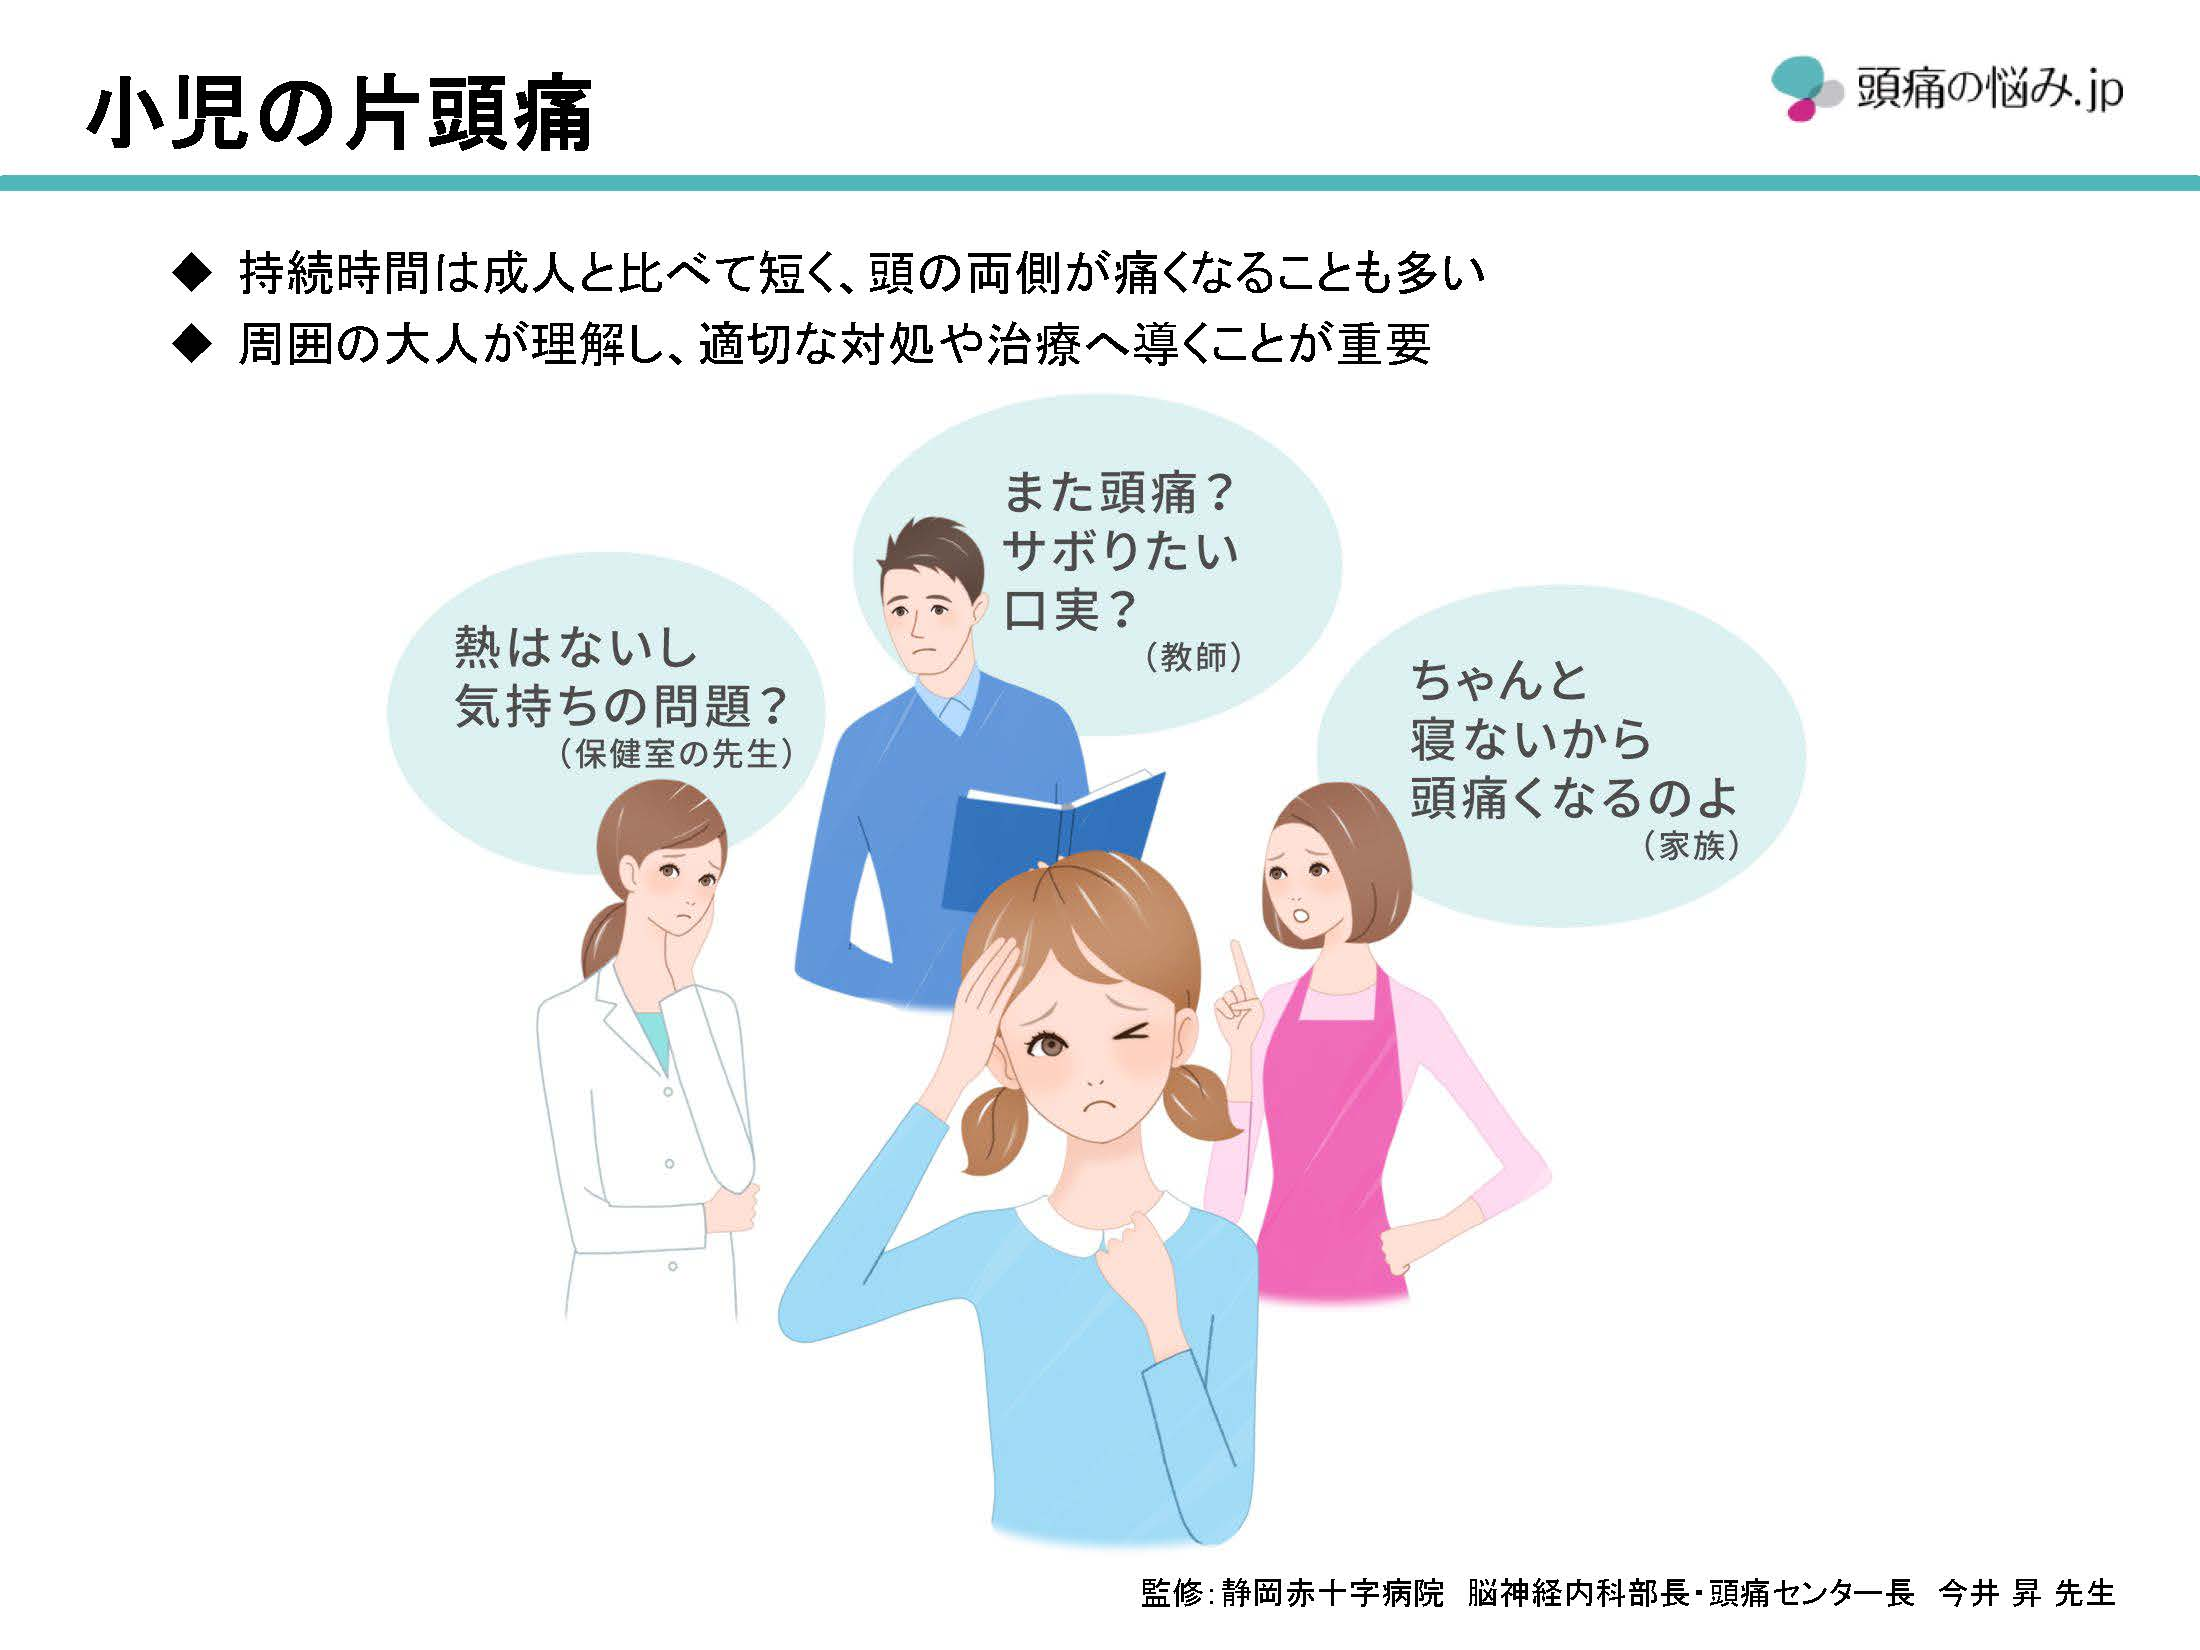 小児の片頭痛
頭痛の悩み.jp
◆ 持続時間は成人と比べて短く、頭の両側が痛くなることも多い
◆ 周囲の大人が理解し、適切な対処や治療へ導くことが重要
また頭痛?
サボりたい
口実?
(教師)
熱はないし
気持ちの問題?
(保健室の先生)
ちゃんと
寝ないから
頭痛くなるのよ
(家族)
監修:静岡赤十字病院 脳神経内科部長・頭痛センター長 今井 昇 先生